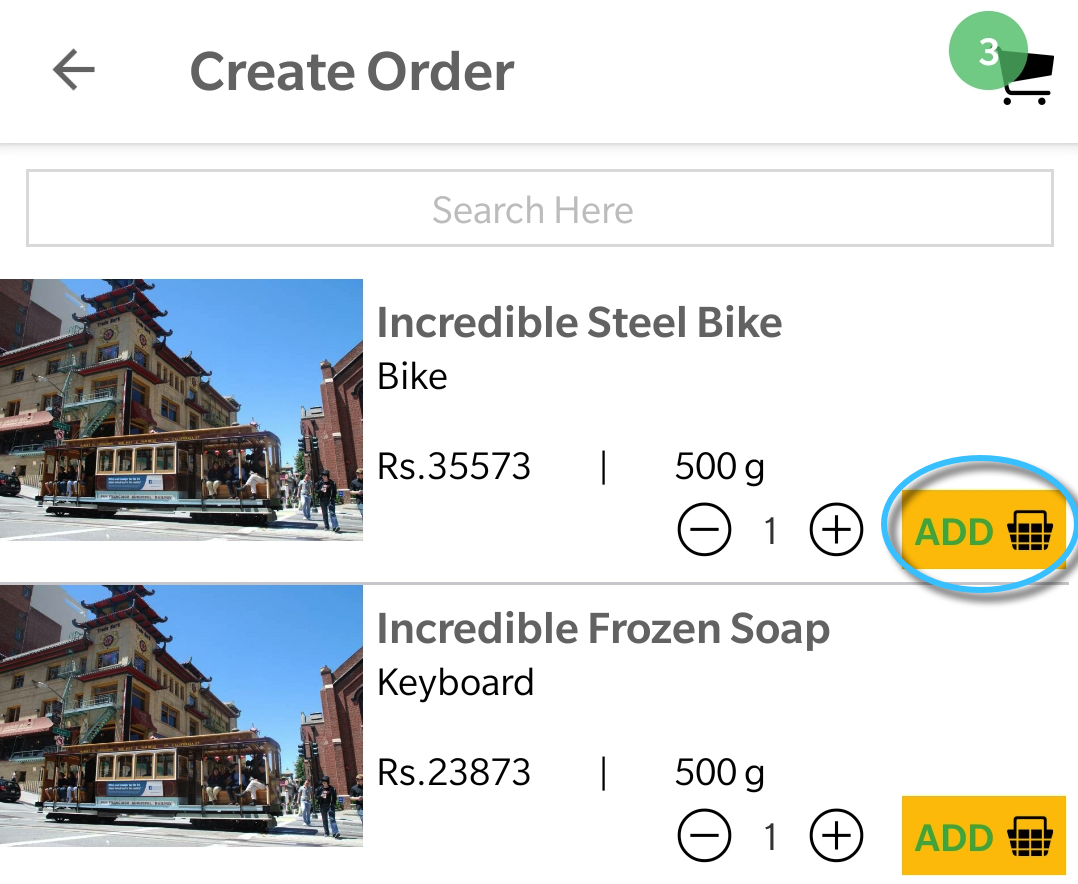 Create Order
3
Search Here
Incredible Steel Bike
Bike
Rs.35573 | 500 g
1
ADD
Incredible Frozen Soap
Keyboard
Rs.23873 | 500 g
1
ADD